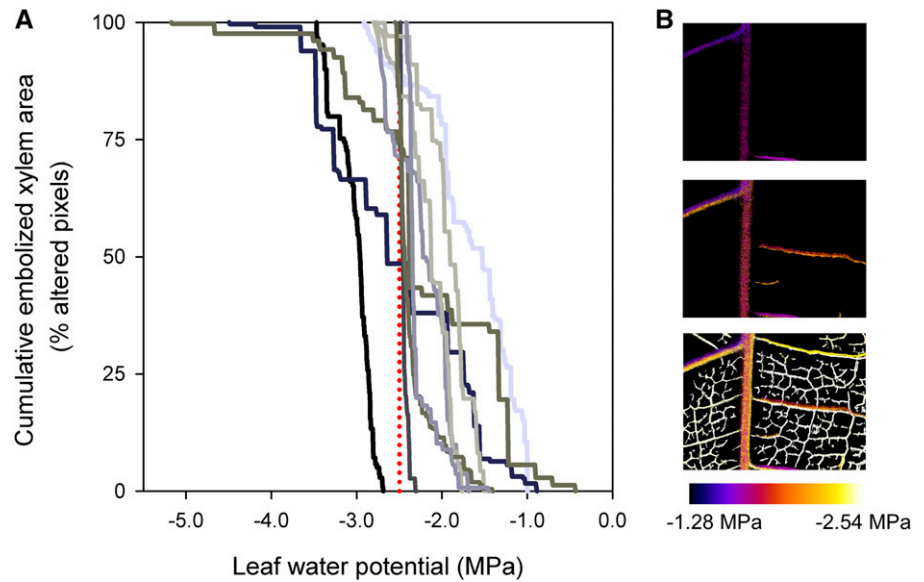 A
Cumulative embolized xylem area
(% altered pixels)
100
75
50
25
0
-5.0 -4.0 -3.0 -2.0 -1.0 0.0
Leaf water potential (MPa)
B
-1.28 MPa -2.54 MPa